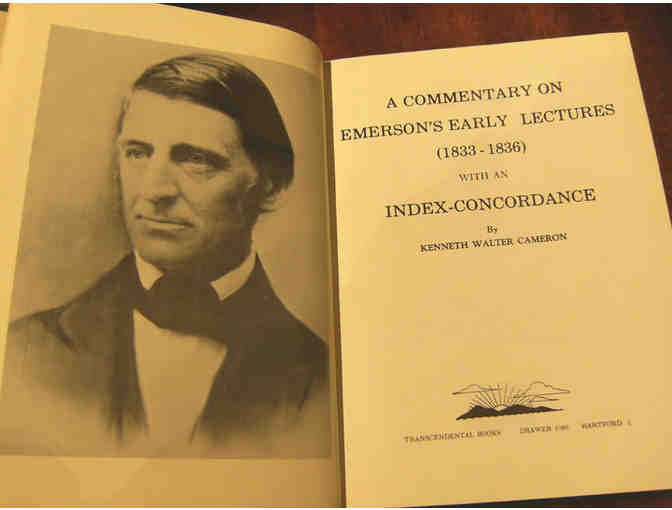 A COMMENTARY ON
EMERSON'S EARLY LECTURES
(1833 - 1836)
WITH AN
INDEX-CONCORDANCE
By
KENNETH WALTER CAMERON
TRANSCENDENTAL BOOKS DRAWER HARTFORD 1